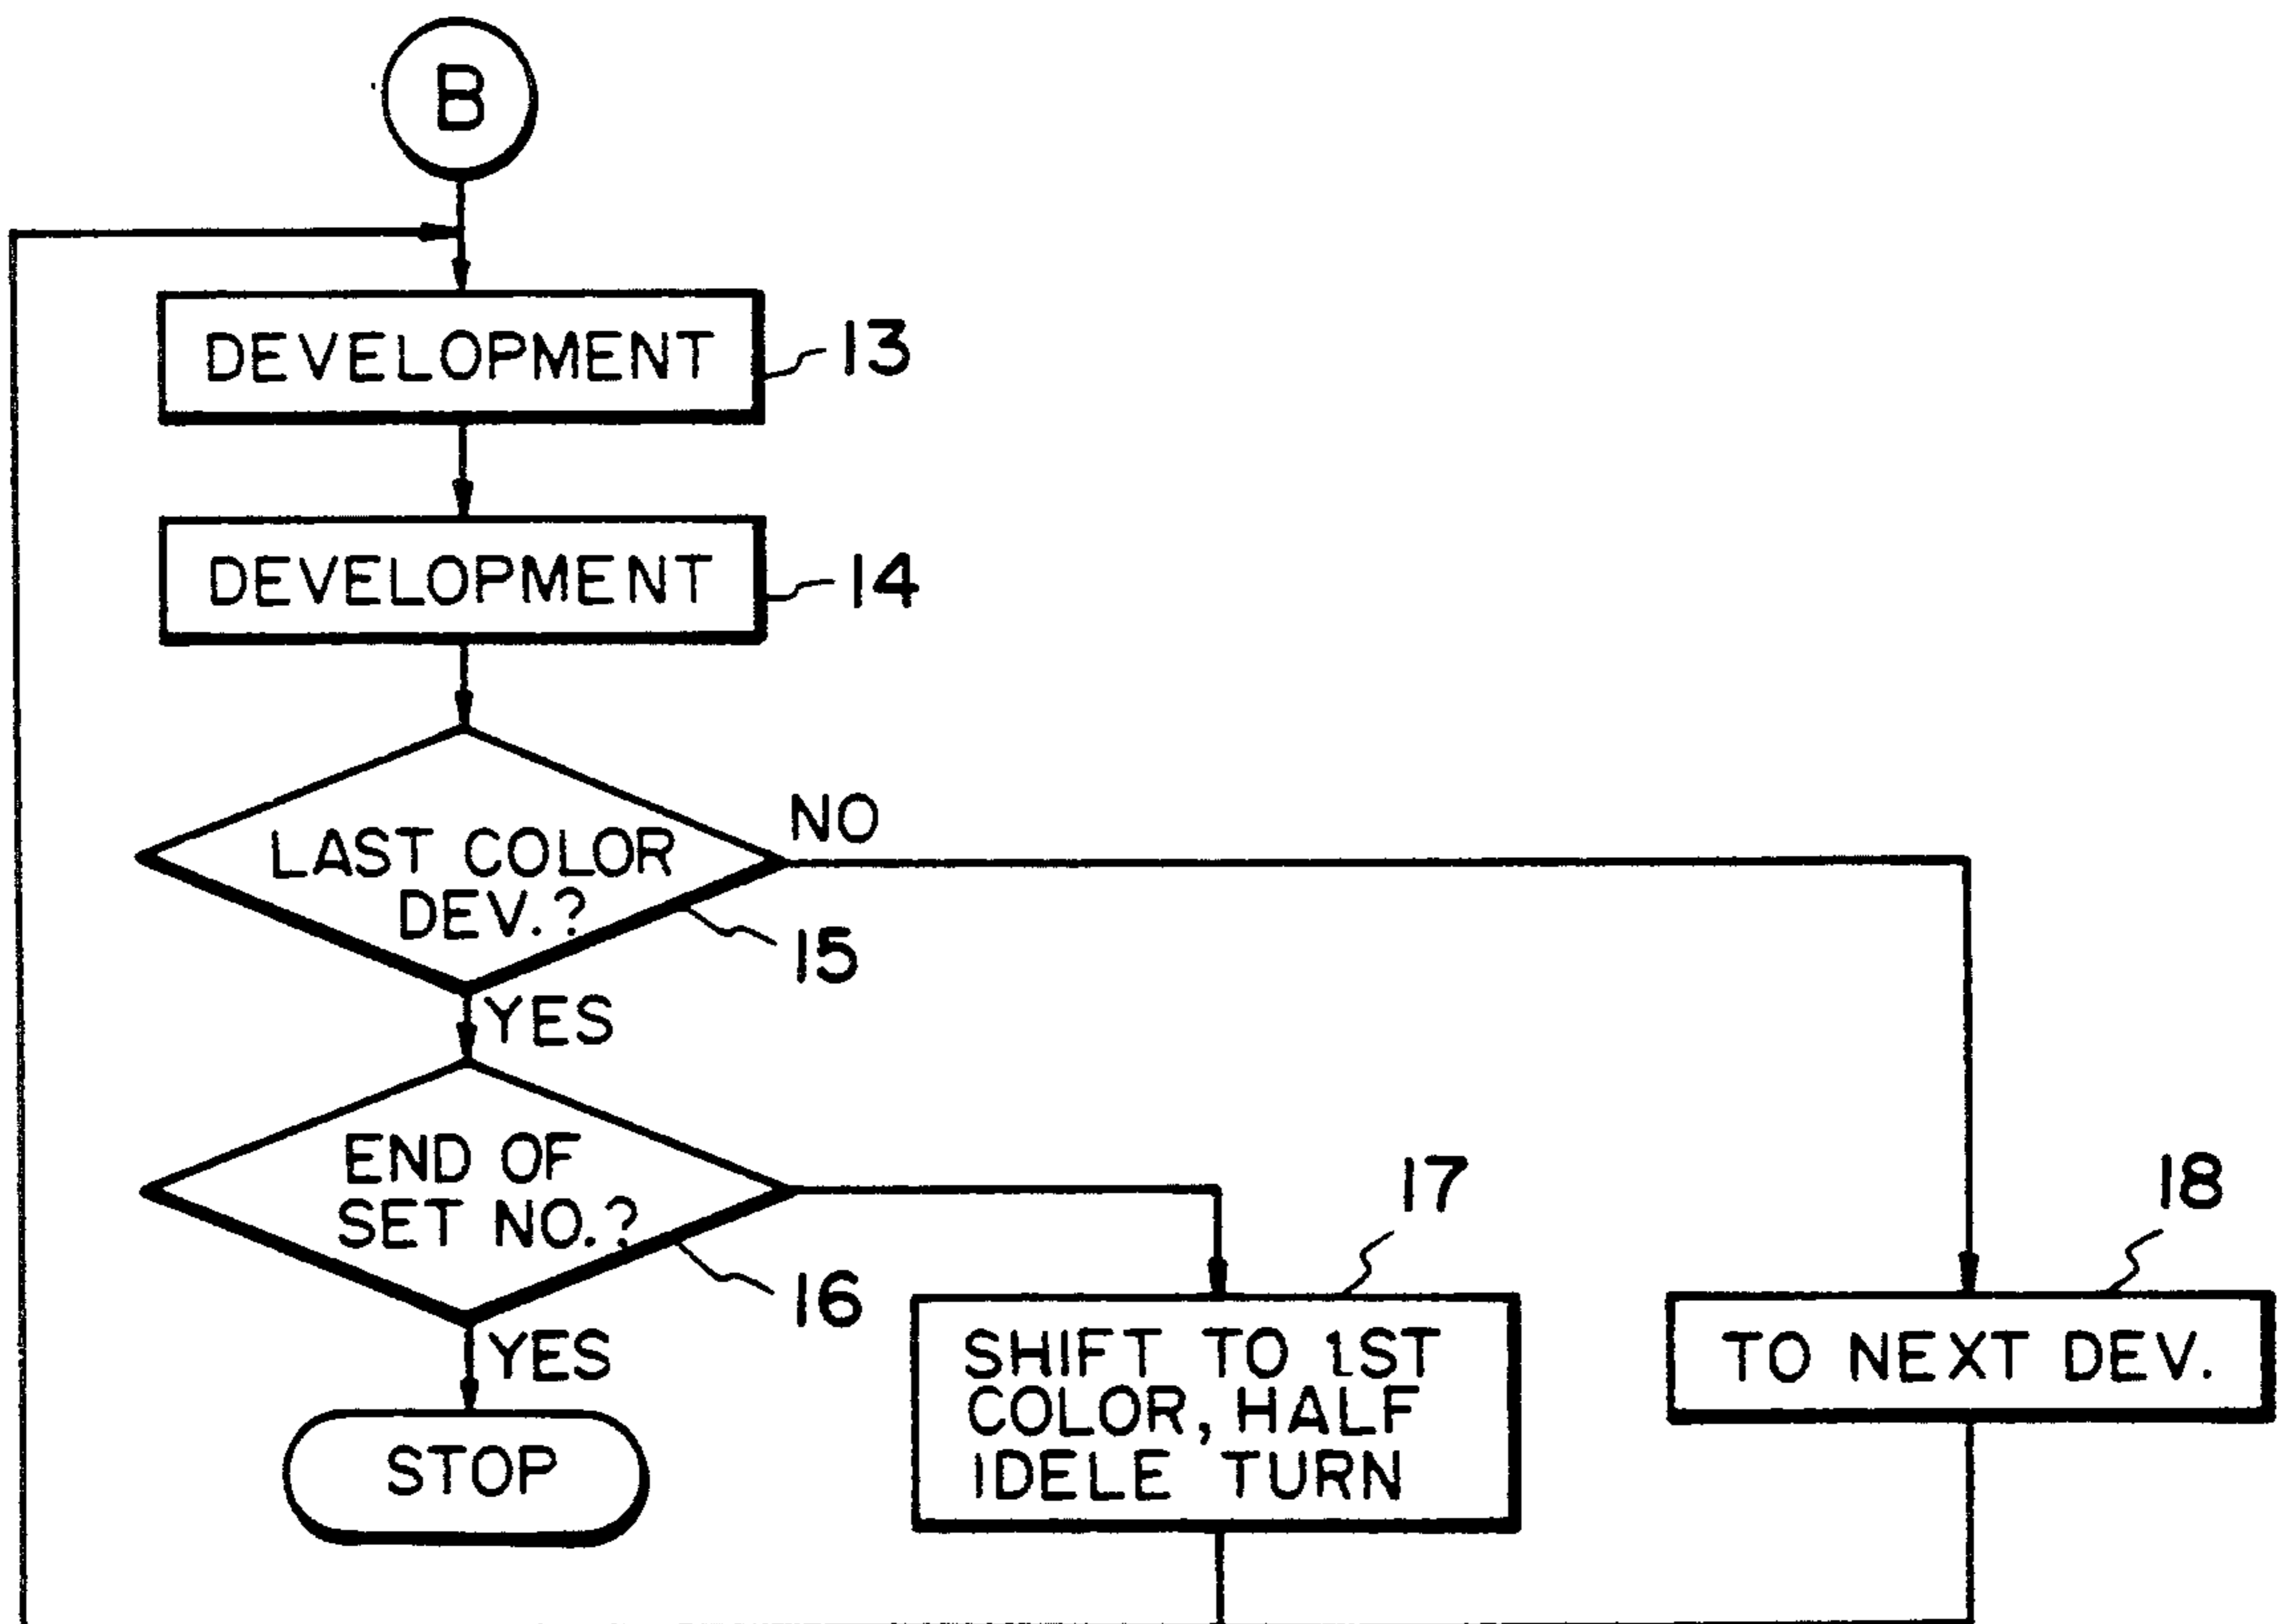 B
DEVELOPMENT
13
DEVELOPMENT
14
NO
LAST COLOR
DEV.?
15
YES
END OF
SET NO.?
16
17
18
YES
SHIFT TO 1ST
COLOR, HALF
IDELE TURN
TO NEXT DEV.
STOP